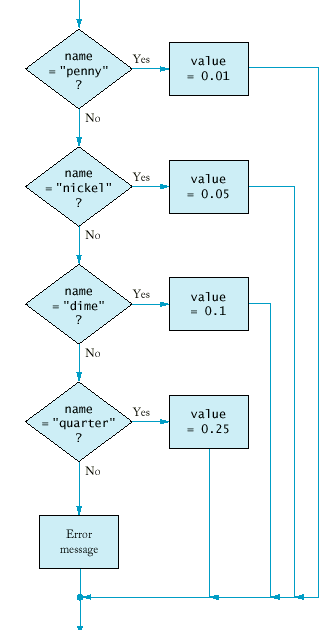 name
= "penny"
?
Yes
value
= 0.01
No
name
= "nickel"
?
Yes
value
= 0.05
No
name
= "dime"
?
Yes
value
= 0.1
No
name
= "quarter"
?
Yes
value
= 0.25
No
Error
message